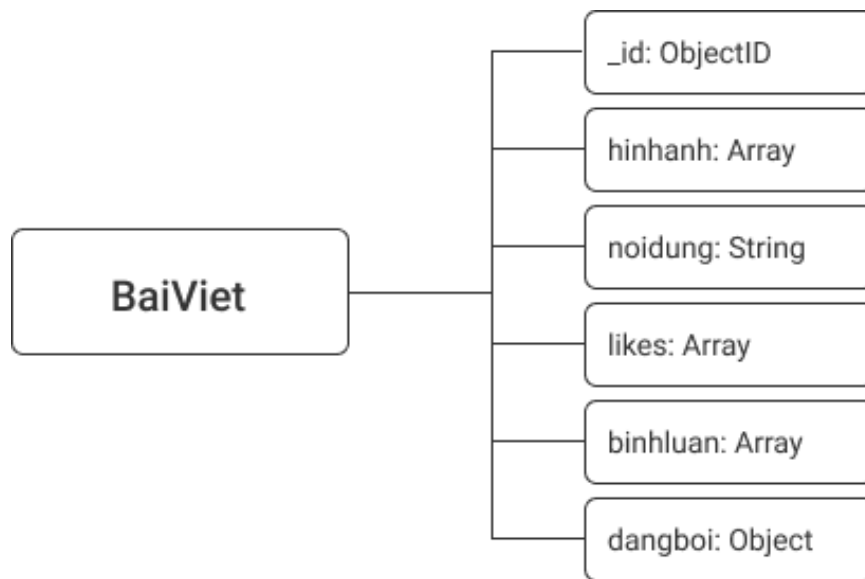 BaiViet
_id: ObjectID
hinhanh: Array
noidung: String
likes: Array
binhluan: Array
dangboi: Object